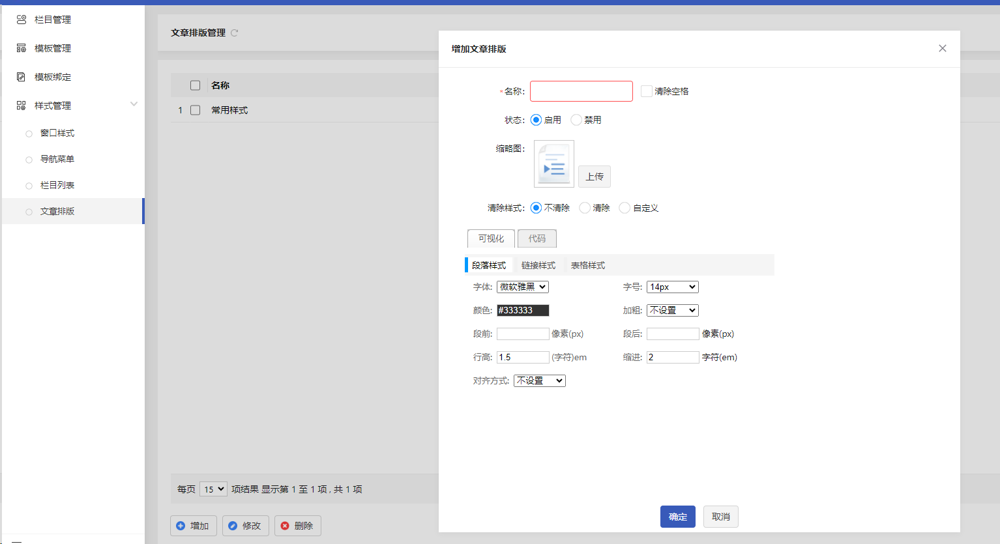 栏目管理
模板管理
模板绑定
样式管理
窗口样式
导航菜单
栏目列表
文章排版
文章排版管理
名称
1 常用样式
每页 15 项结果 显示第 1 至 1 项 , 共 1 项
增加 修改 删除
增加文章排版
*名称: 清除空格
状态: 启用 禁用
缩略图: 上传
清除样式: 不清除 清除 自定义
可视化 代码
段落样式 链接样式 表格样式
字体: 微软雅黑 字号: 14px
颜色: #333333 加粗: 不设置
段前: 像素(px) 段后: 像素(px)
行高: 1.5 (字符)em 缩进: 2 字符(em)
对齐方式: 不设置
确定 取消